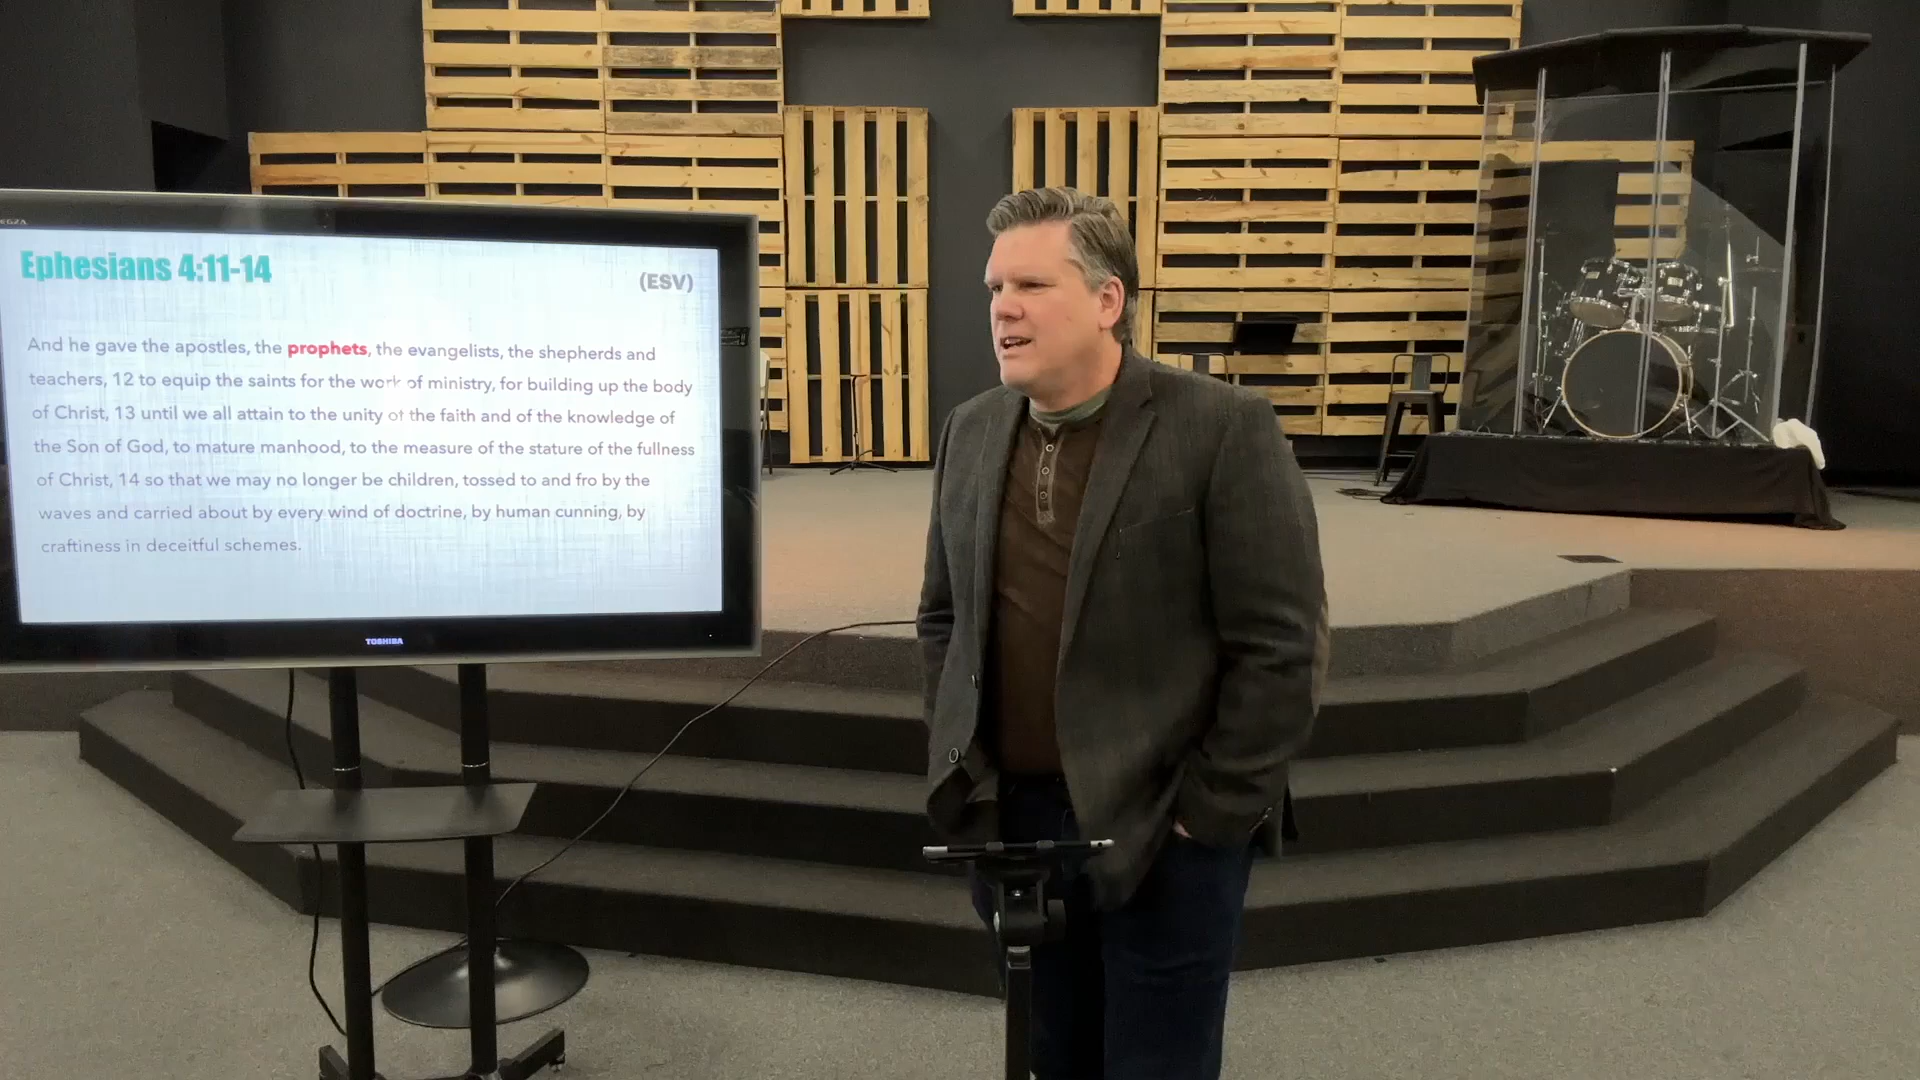 Ephesians 4:11-14
(ESV)
And he gave the apostles, the prophets, the evangelists, the shepherds and
teachers, 12 to equip the saints for the work of ministry, for building up the body
of Christ, 13 until we all attain to the unity of the faith and of the knowledge of
the Son of God, to mature manhood, to the measure of the stature of the fullness
of Christ, 14 so that we may no longer be children, tossed to and fro by the
waves and carried about by every wind of doctrine, by human cunning, by
craftiness in deceitful schemes.
TOSHIBA